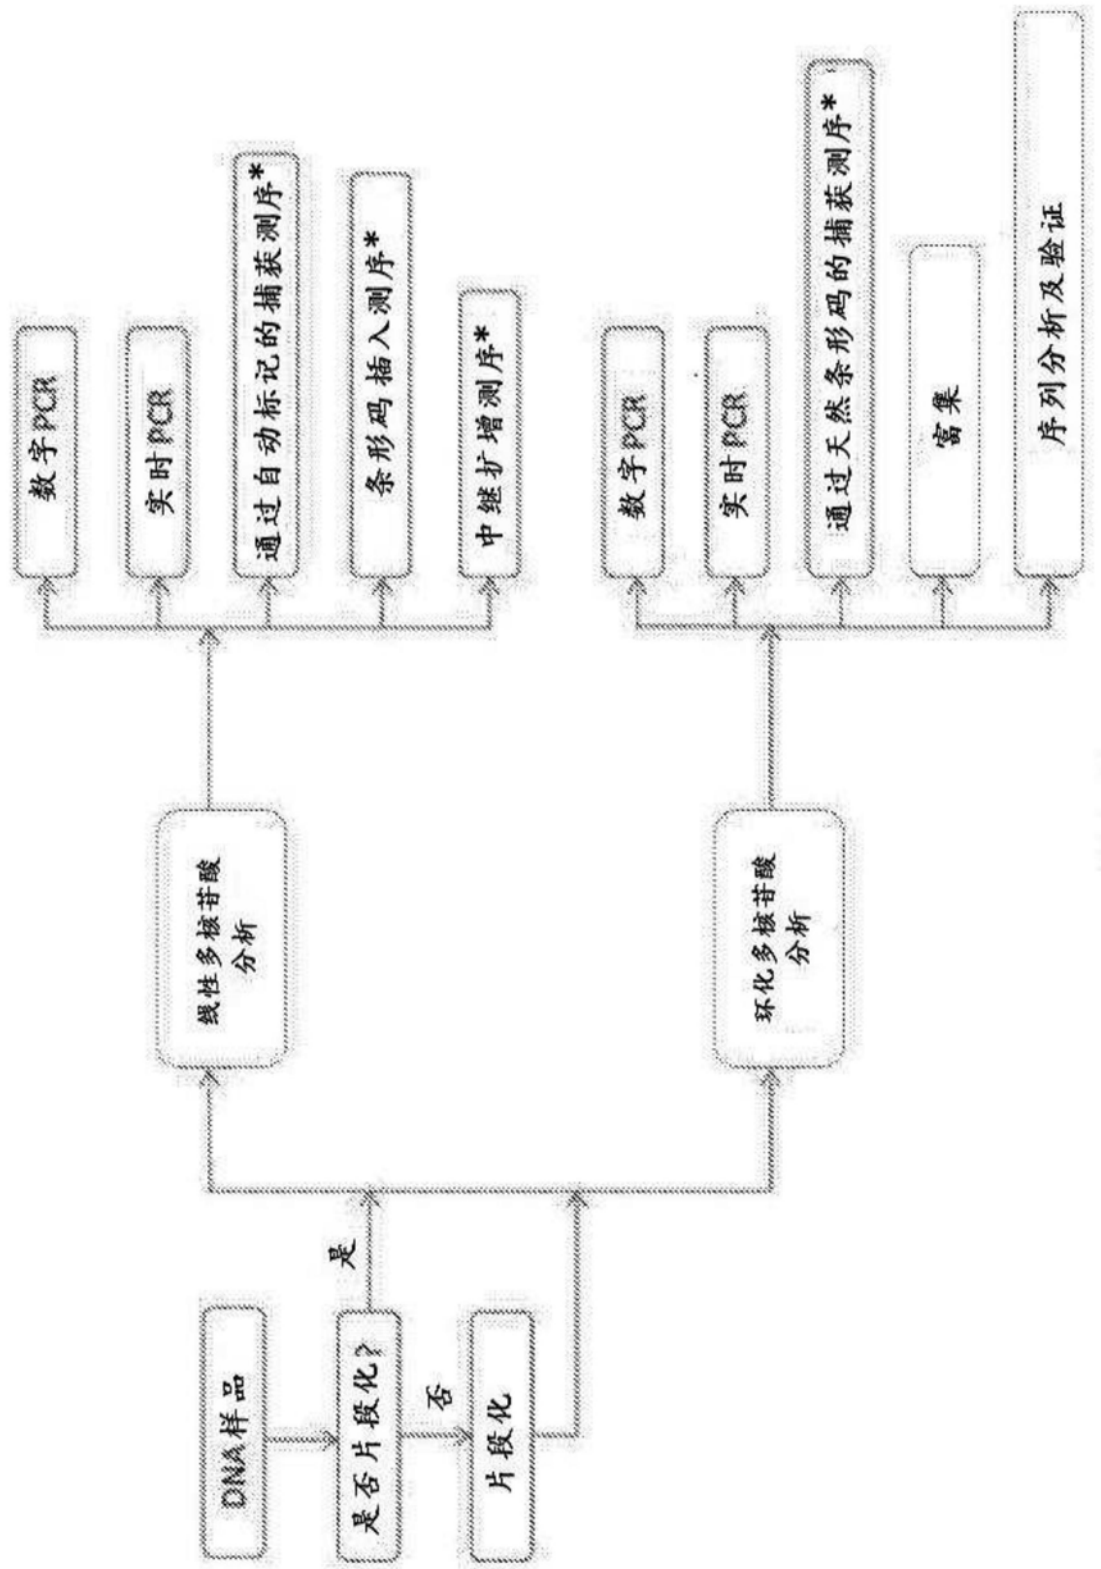 DNA样品
是否片段化?
是
否
片段化
线性多核苷酸
分析
环化多核苷酸
分析
数字PCR
实时PCR
通过自动标记的捕获测序*
条形码插入测序*
中继扩增测序*
数字PCR
实时PCR
通过天然条形码的捕获测序*
富集
序列分析及验证